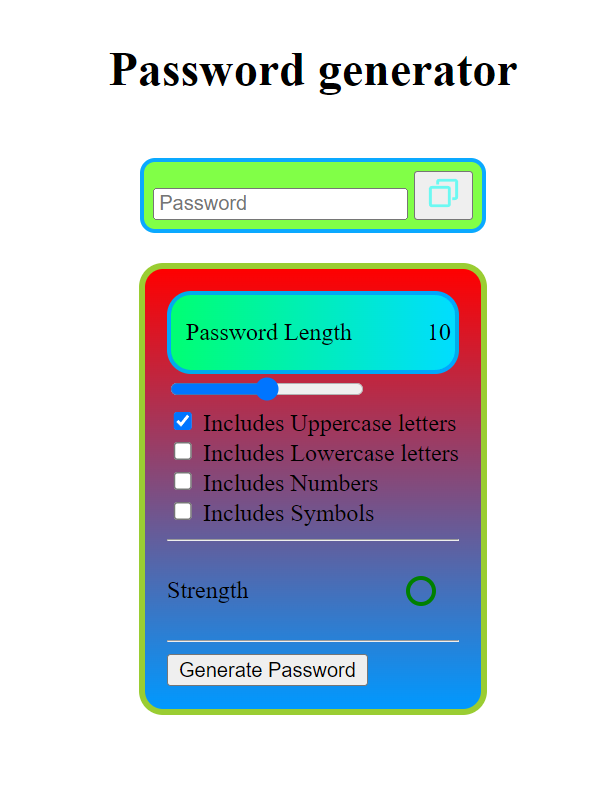 Password generator
Password
Password Length 10
Includes Uppercase letters
Includes Lowercase letters
Includes Numbers
Includes Symbols
Strength
Generate Password